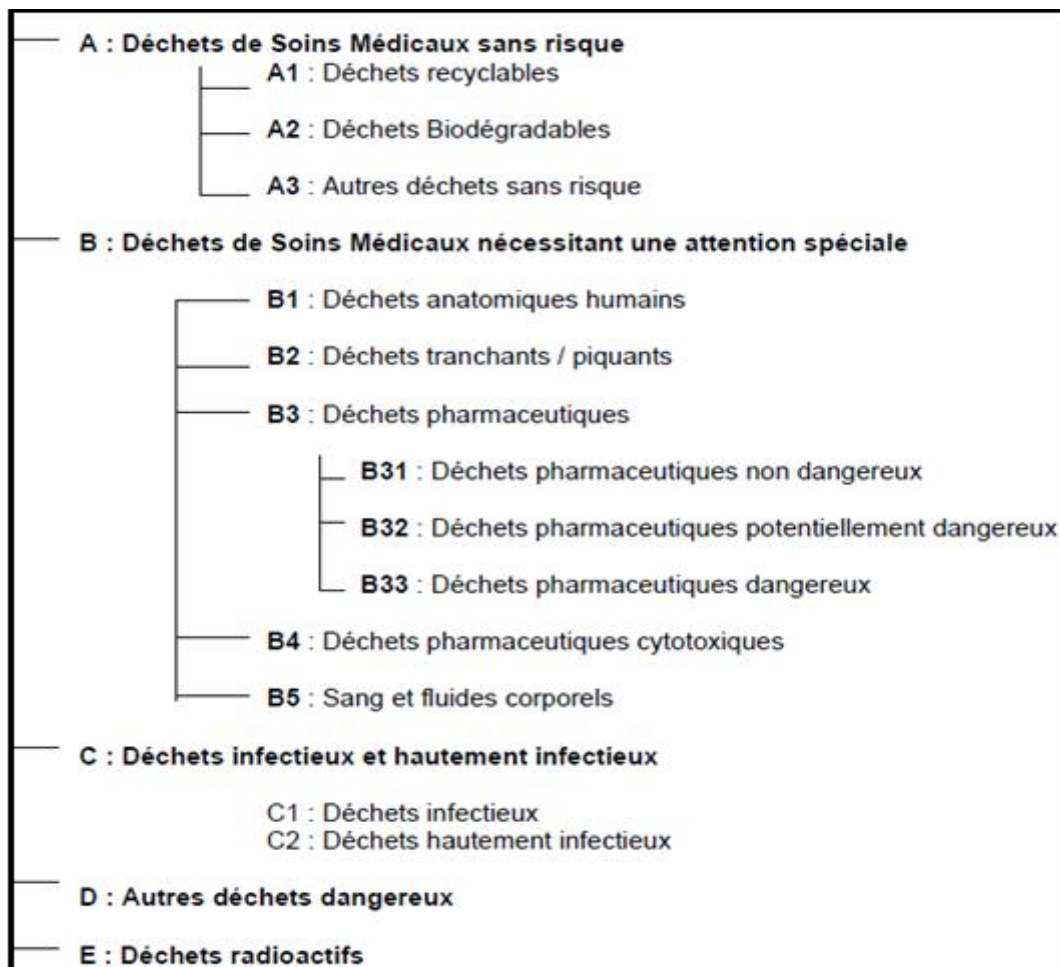 A : Déchets de Soins Médicaux sans risque
A1 : Déchets recyclables
A2 : Déchets Biodégradables
A3 : Autres déchets sans risque
B : Déchets de Soins Médicaux nécessitant une attention spéciale
B1 : Déchets anatomiques humains
B2 : Déchets tranchants / piquants
B3 : Déchets pharmaceutiques
B31 : Déchets pharmaceutiques non dangereux
B32 : Déchets pharmaceutiques potentiellement dangereux
B33 : Déchets pharmaceutiques dangereux
B4 : Déchets pharmaceutiques cytotoxiques
B5 : Sang et fluides corporels
C : Déchets infectieux et hautement infectieux
C1 : Déchets infectieux
C2 : Déchets hautement infectieux
D : Autres déchets dangereux
E : Déchets radioactifs